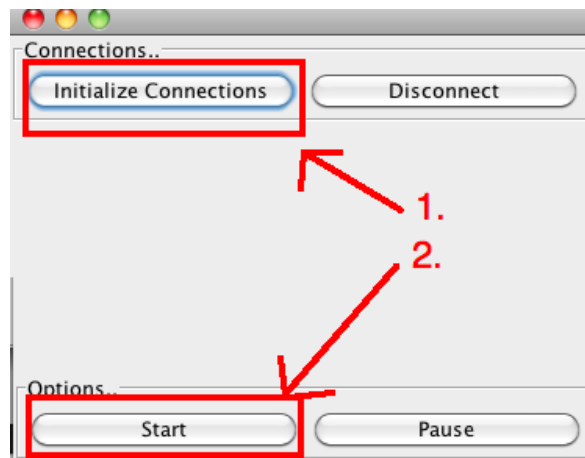 Connections..
Initialize Connections Disconnect
1.
2.
Options..
Start Pause